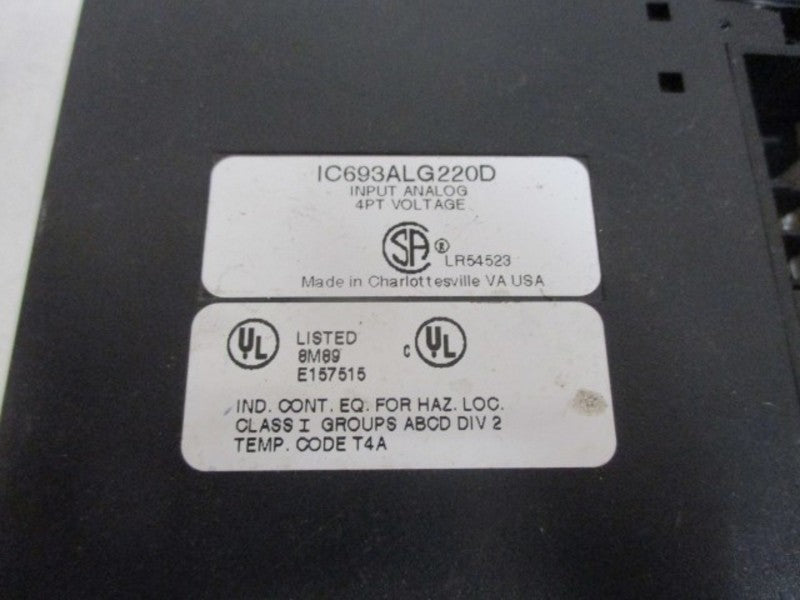 IC693ALG220D
INPUT ANALOG
4PT VOLTAGE
SA ® LR54523
Made in Charlottesville VA USA
UL LISTED C UL
8M89
E157515
IND. CONT. EQ. FOR HAZ. LOC.
CLASS I GROUPS ABCD DIV 2
TEMP. CODE T4A